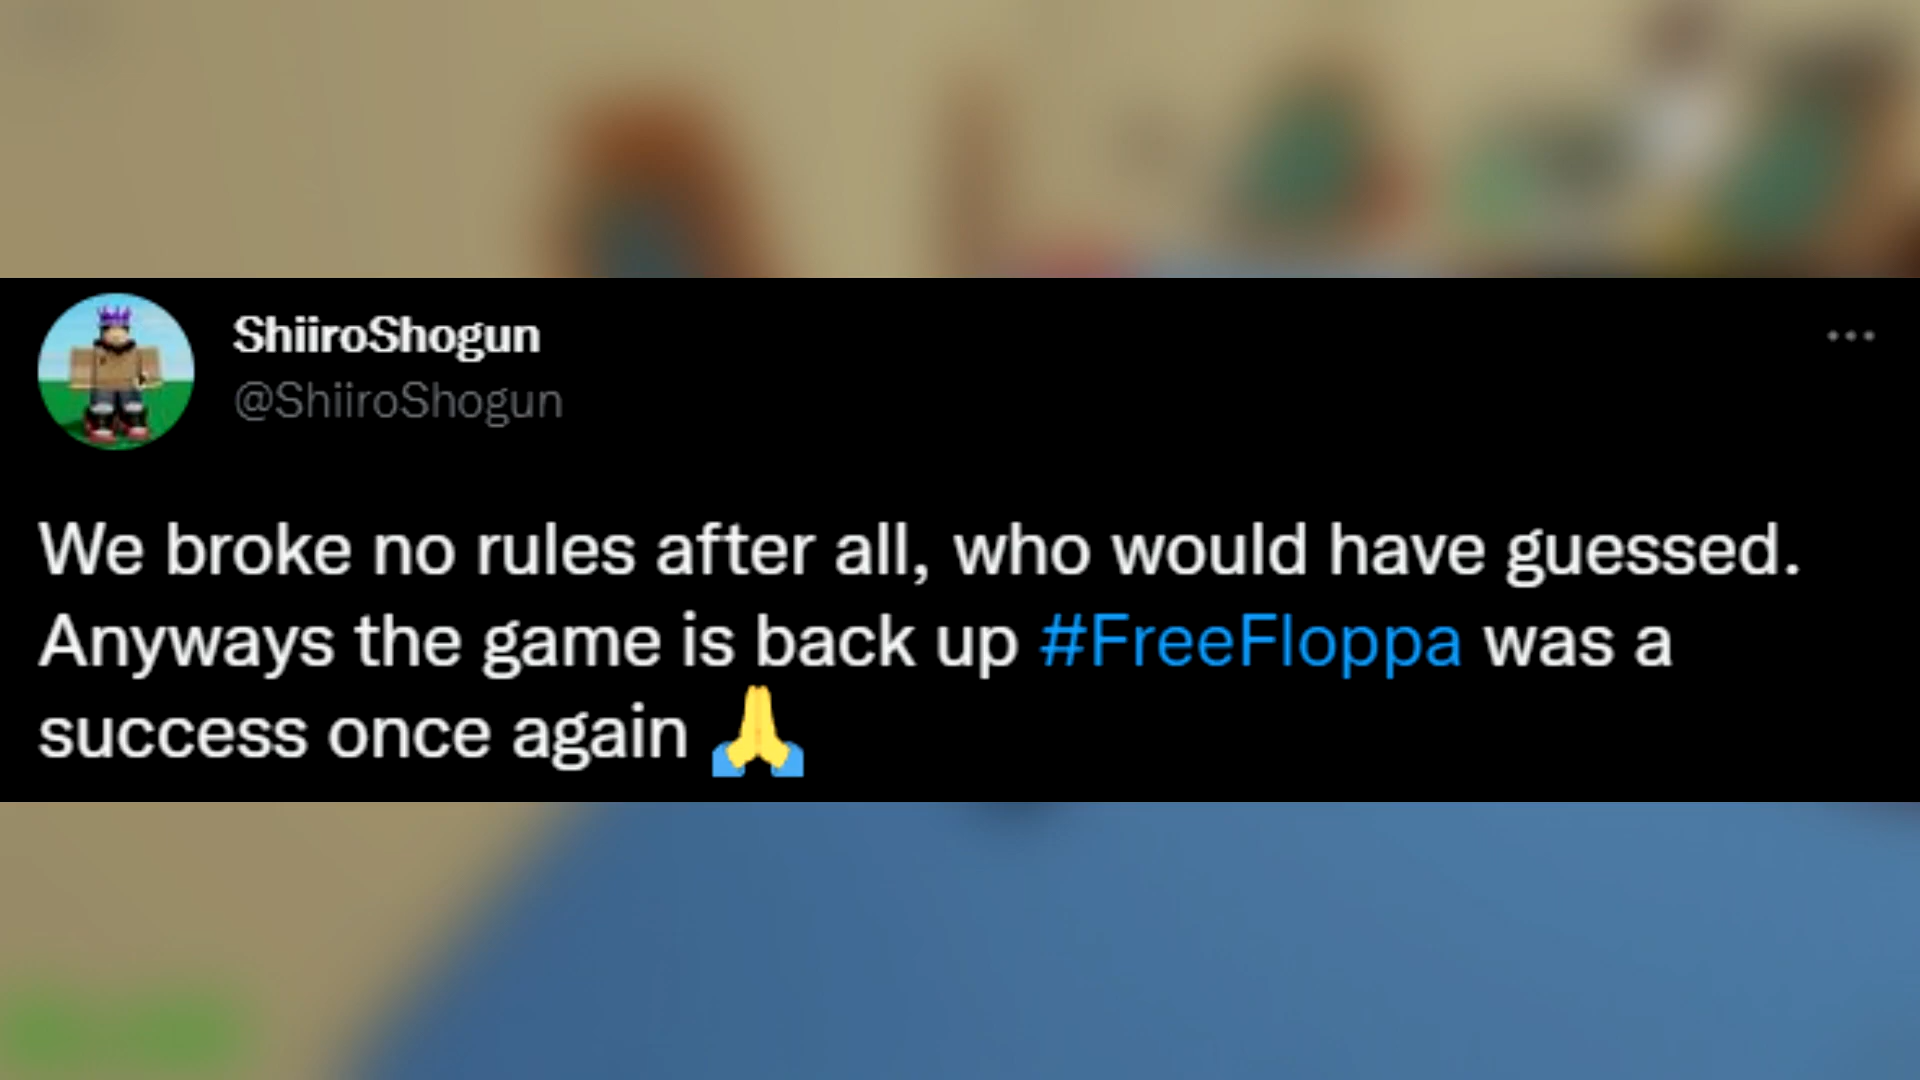 ShiiroShogun
@ShiiroShogun
We broke no rules after all, who would have guessed.
Anyways the game is back up #FreeFloppa was a
success once again 🙏